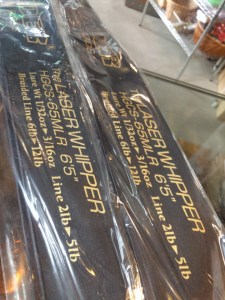 The LASER WHIPPER
HGCS-65MLR 6'5"
Lure Wt 1/32oz▸3/16oz Line 2lb▸5lb
Braided Line 6lb▸12lb
LASER WHIPPER
HGCS-65MLR 6'5"
Lure Wt 1/32oz▸3/16oz Line 2lb▸5lb
Braided Line 6lb▸12lb